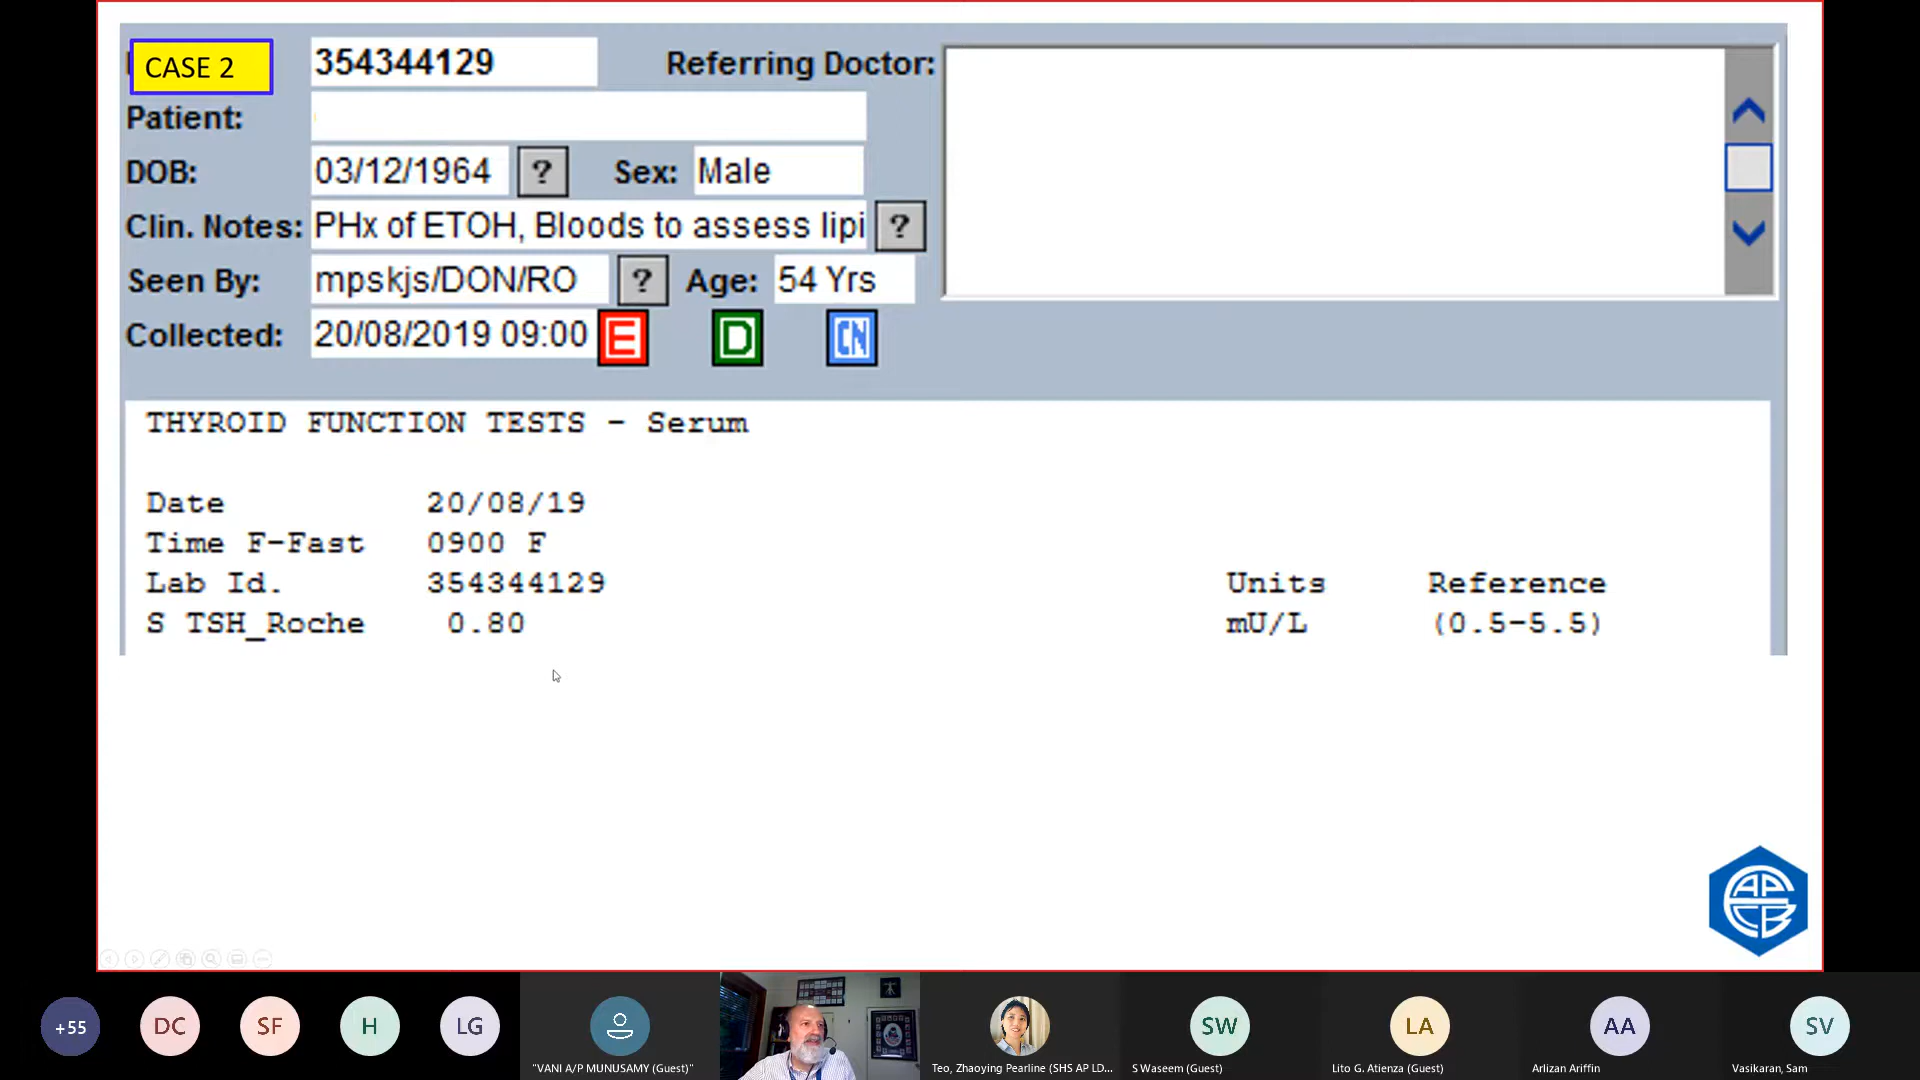 CASE 2 354344129 Referring Doctor:
Patient:
DOB: 03/12/1964 ? Sex: Male
Clin. Notes: PHx of ETOH, Bloods to assess lipi ?
Seen By: mpskjs/DON/RO ? Age: 54 Yrs
Collected: 20/08/2019 09:00 E D CN
THYROID FUNCTION TESTS - Serum
Date 20/08/19
Time F-Fast 0900 F
Lab Id. 354344129 Units Reference
S TSH_Roche 0.80 mU/L (0.5-5.5)
APFCB
+55 DC SF H LG SW LA AA SV
"VANI A/P MUNUSAMY (Guest)" Teo, Zhaoying Pearline (SHS AP LD... S Waseem (Guest) Lito G. Atienza (Guest) Arlizan Ariffin Vasikaran, Sam